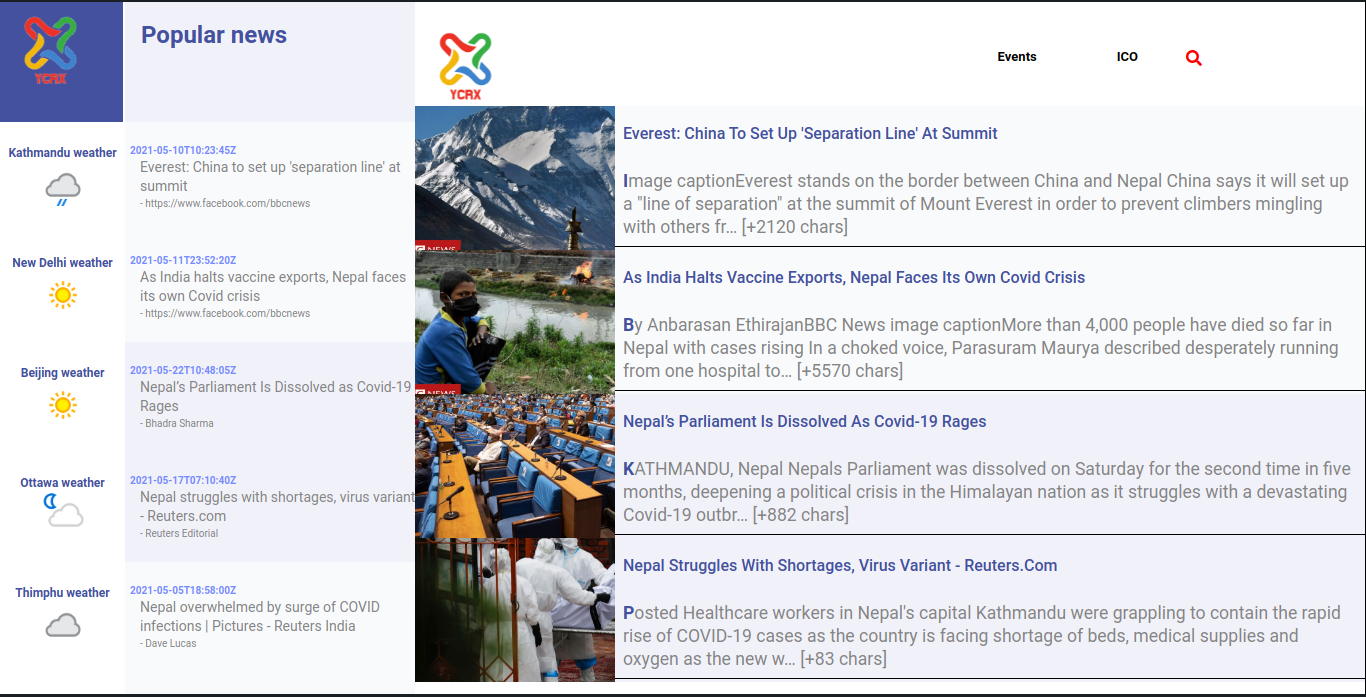 YCRX
Kathmandu weather
New Delhi weather
Beijing weather
Ottawa weather
Thimphu weather
Popular news
2021-05-10T10:23:45Z
Everest: China to set up 'separation line' at
summit
- https://www.facebook.com/bbcnews
2021-05-11T23:52:20Z
As India halts vaccine exports, Nepal faces
its own Covid crisis
- https://www.facebook.com/bbcnews
2021-05-22T10:48:05Z
Nepal’s Parliament Is Dissolved as Covid-19
Rages
- Bhadra Sharma
2021-05-17T07:10:40Z
Nepal struggles with shortages, virus variant
- Reuters.com
- Reuters Editorial
2021-05-05T18:58:00Z
Nepal overwhelmed by surge of COVID
infections | Pictures - Reuters India
- Dave Lucas
YCRX
Events
ICO
Everest: China To Set Up 'Separation Line' At Summit
Image captionEverest stands on the border between China and Nepal China says it will set up
a "line of separation" at the summit of Mount Everest in order to prevent climbers mingling
with others fr… [+2120 chars]
NEWS
As India Halts Vaccine Exports, Nepal Faces Its Own Covid Crisis
By Anbarasan EthirajanBBC News image captionMore than 4,000 people have died so far in
Nepal with cases rising In a choked voice, Parasuram Maurya described desperately running
from one hospital to… [+5570 chars]
NEWS
Nepal’s Parliament Is Dissolved As Covid-19 Rages
KATHMANDU, Nepal Nepals Parliament was dissolved on Saturday for the second time in five
months, deepening a political crisis in the Himalayan nation as it struggles with a devastating
Covid-19 outbr… [+882 chars]
Nepal Struggles With Shortages, Virus Variant - Reuters.Com
Posted Healthcare workers in Nepal's capital Kathmandu were grappling to contain the rapid
rise of COVID-19 cases as the country is facing shortage of beds, medical supplies and
oxygen as the new w… [+83 chars]